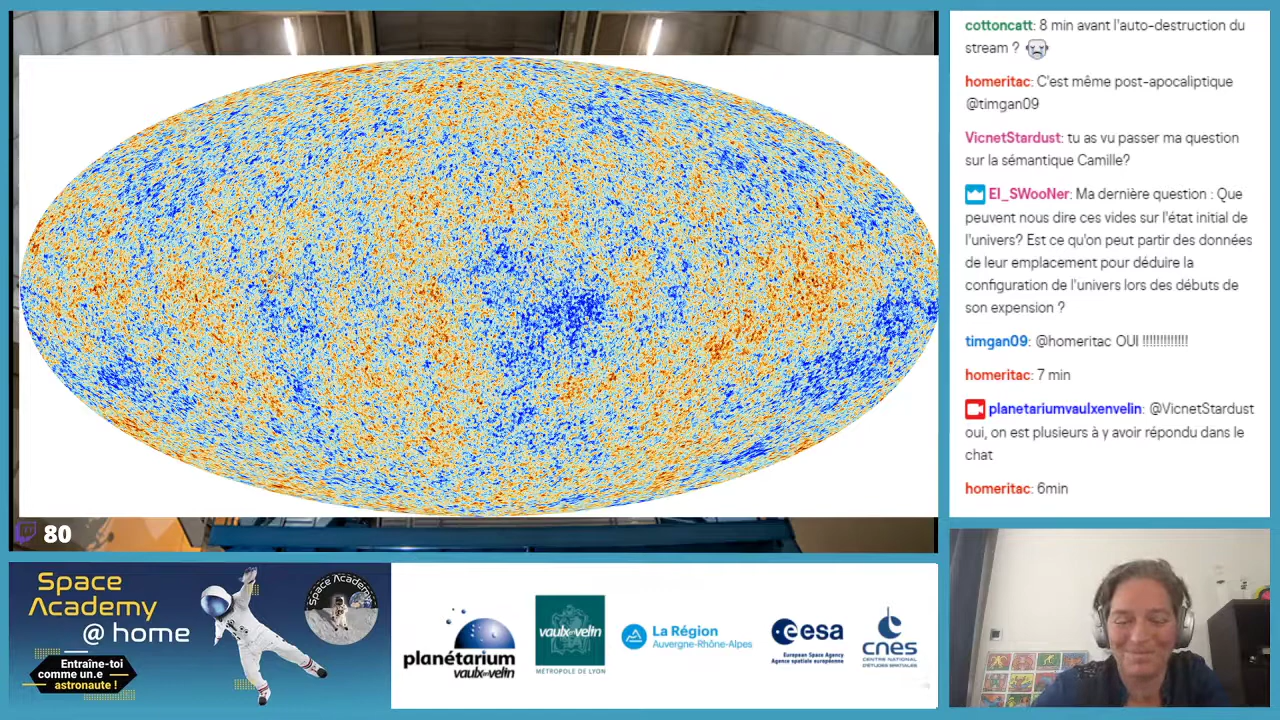 cottoncatt: 8 min avant l'auto-destruction du
stream ?
homeritac: C'est même post-apocaliptique
@timgan09
VicnetStardust: tu as vu passer ma question
sur la sémantique Camille?
El_SWooNer: Ma dernière question : Que
peuvent nous dire ces vides sur l'état initial de
l'univers? Est ce qu'on peut partir des données
de leur emplacement pour déduire la
configuration de l'univers lors des débuts de
son expension ?
timgan09: @homeritac OUI !!!!!!!!!!!!!
homeritac: 7 min
planetariumvaulxenvelin: @VicnetStardust
oui, on est plusieurs à y avoir répondu dans le
chat
homeritac: 6min
80
Space
Academy
@ home
Entraîne-toi
comme un.e
astronaute !
Space Academy
planétarium
vaulx en velin
vaulx-en-velin
MÉTROPOLE DE LYON
La Région
Auvergne-Rhône-Alpes
esa
European Space Agency
Agence spatiale européenne
cnes
CENTRE NATIONAL
D'ÉTUDES SPATIALES